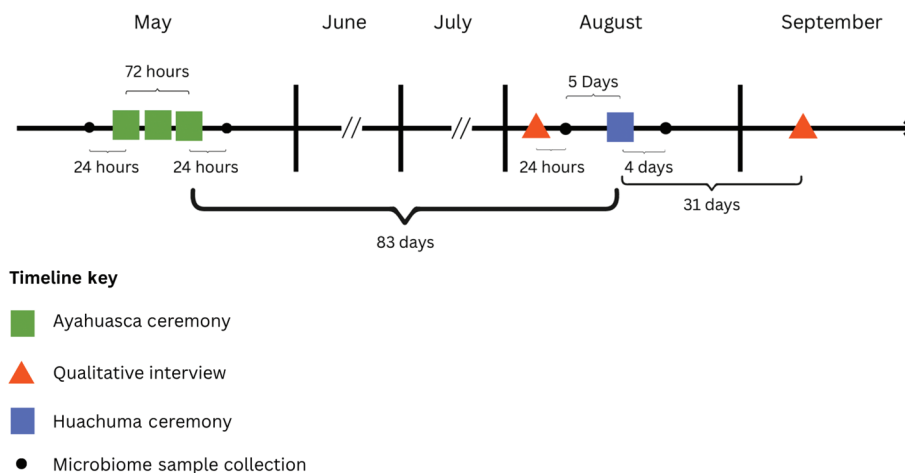 May June July August September
72 hours
5 Days
24 hours 24 hours 24 hours 4 days
31 days
83 days
Timeline key
Ayahuasca ceremony
Qualitative interview
Huachuma ceremony
Microbiome sample collection